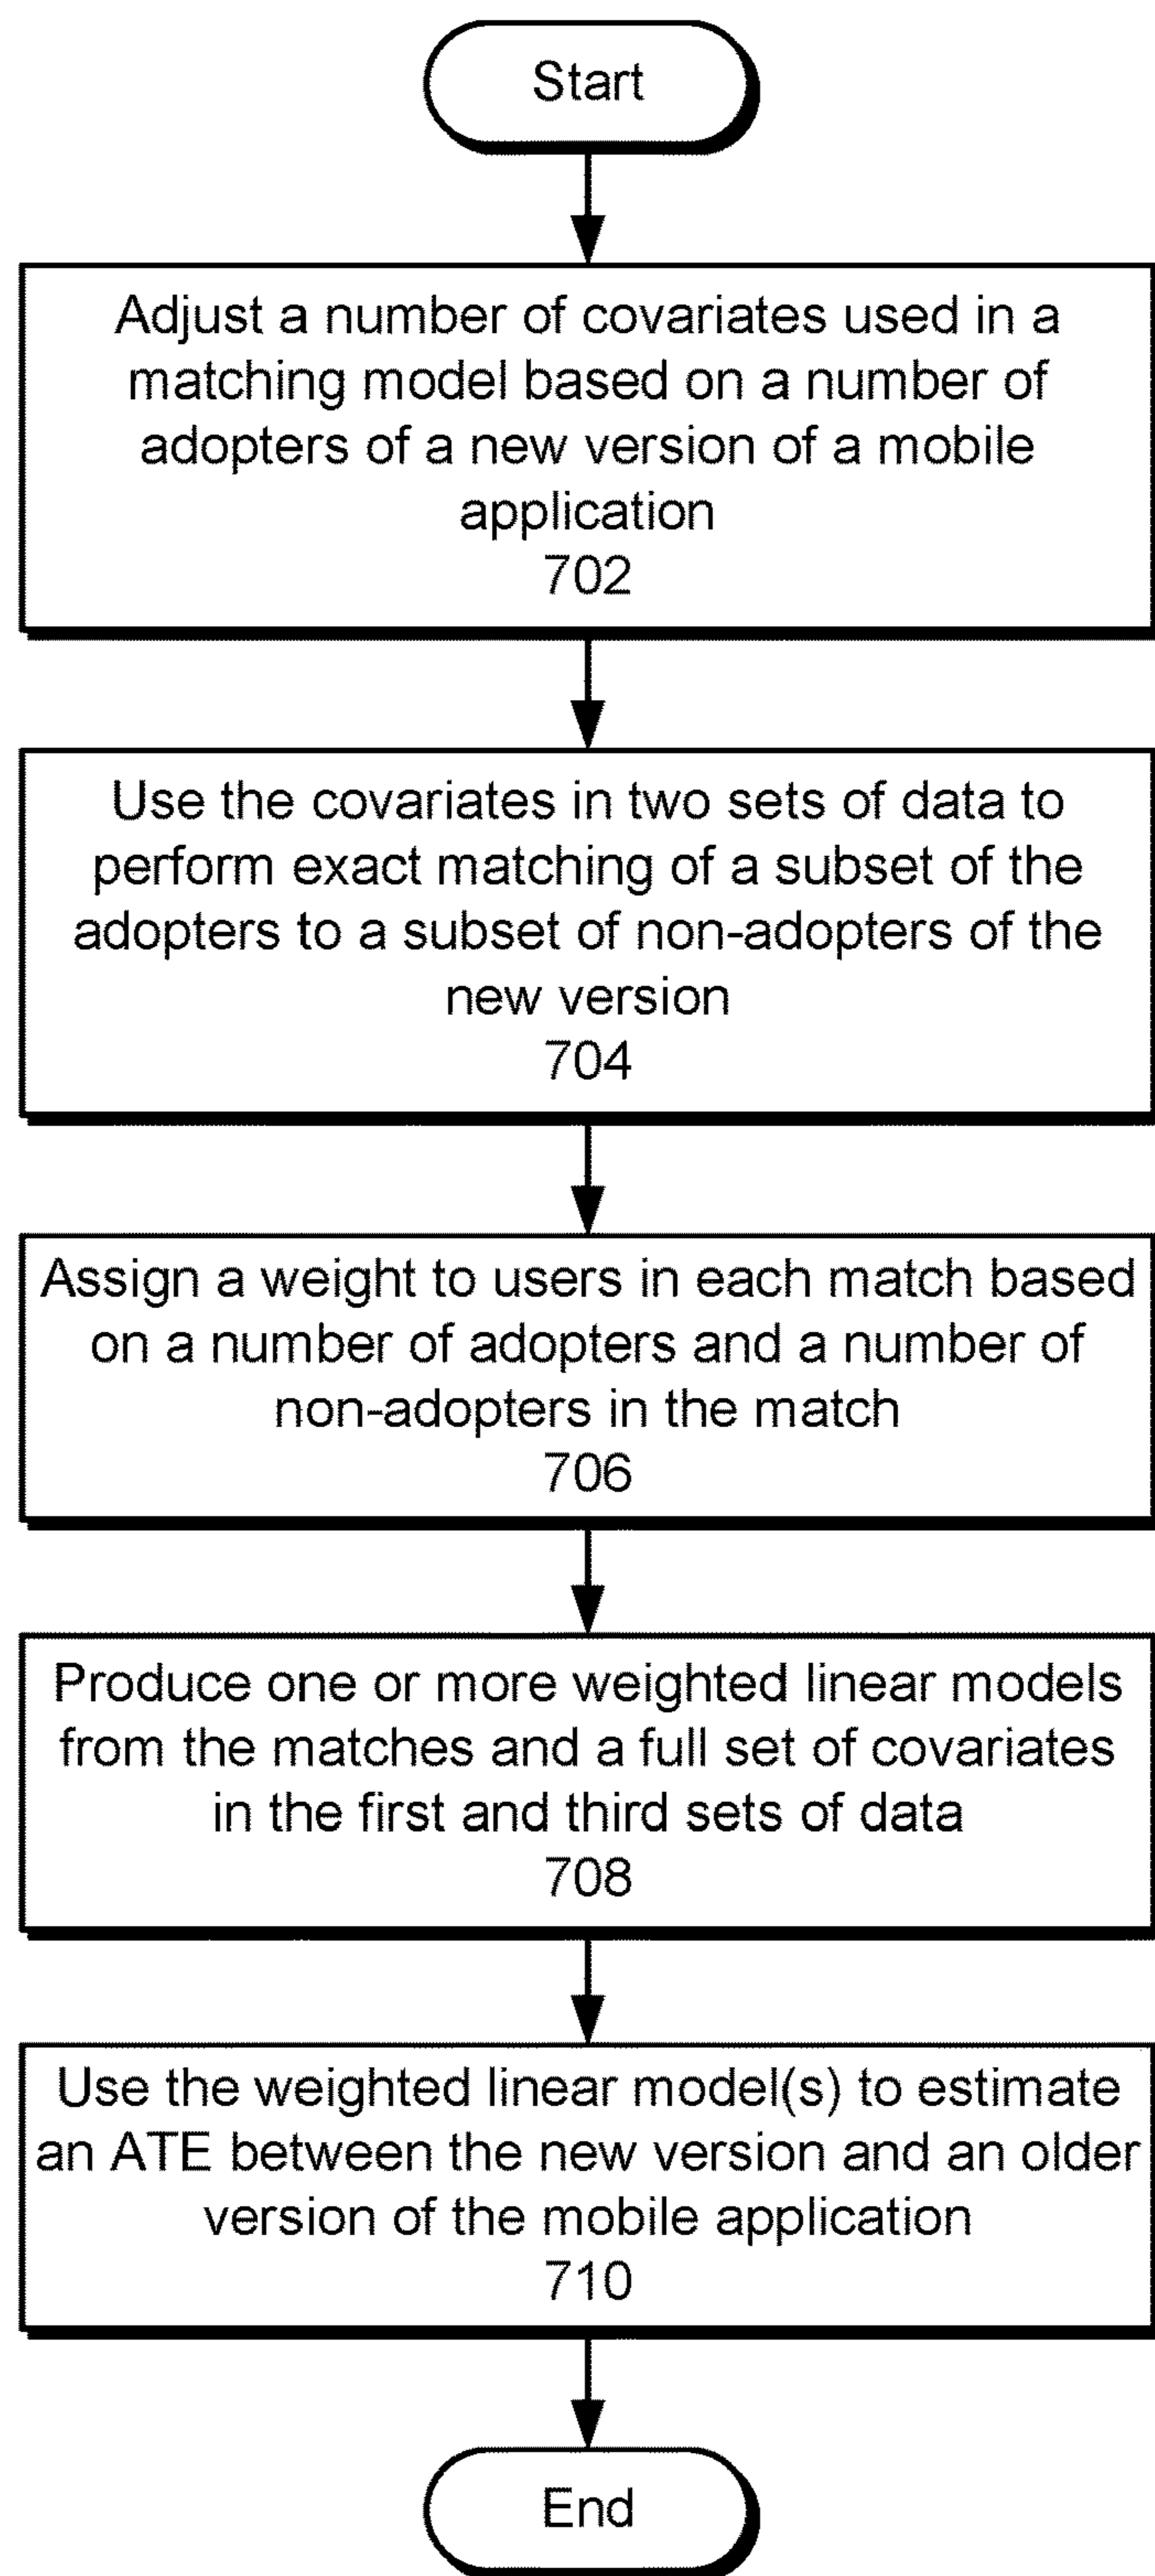 Start
Adjust a number of covariates used in a
matching model based on a number of
adopters of a new version of a mobile
application
702
Use the covariates in two sets of data to
perform exact matching of a subset of the
adopters to a subset of non-adopters of the
new version
704
Assign a weight to users in each match based
on a number of adopters and a number of
non-adopters in the match
706
Produce one or more weighted linear models
from the matches and a full set of covariates
in the first and third sets of data
708
Use the weighted linear model(s) to estimate
an ATE between the new version and an older
version of the mobile application
710
End